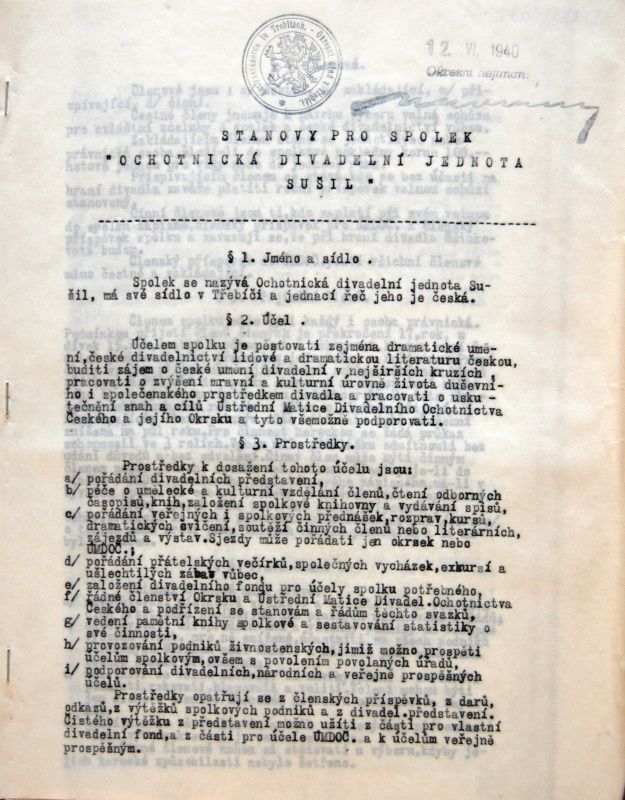 12 VI. 1940
STANOVY PRO SPOLEK
"OCHOTNICKÁ DIVADELNÍ JEDNOTA
SUŠIL"
§ 1. Jméno a sídlo .
Spolek se nazývá Ochotnická divadelní jednota Su-
šil, má své sídlo v Třebíči a jednací řeč jeho je česká.
§ 2. Účel .
Účelem spolku je pěstovati zejména dramatické umě-
ní,české divadelnictví lidové a dramatickou literaturu českou,
buditi zájem o české umění divadelní v nejširších kruzích
pracovati o zvýšení mravní a kulturní úrovně života duševní-
ho i společenského prostředkem divadla a pracovati o usku -
tečnění snah a cílů Ústřední Matice Divadelního Ochotnictva
Českého a jejího Okrsku a tyto všemožně podporovati.
§ 3. Prostředky.
Prostředky k dosažení tohoto účelu jsou:
a/ pořádání divadelních představení,
b/ péče o umělecké a kulturní vzdělání členů,čtení odborných
časopisů,knih,založení spolkové knihovny a vydávání spisů,
c/ pořádání veřejných i spolkových přednášek,rozprav,kursů,
dramatických cvičení,soutěží činných členů nebo literárních,
zájezdů a výstav.Sjezdy může pořádati jen okrsek nebo
ÚMDOČ.;
d/ pořádání přátelských večírků,společných vycházek,exkursí a
ušlechtilých zábav vůbec,
e/ založení divadelního fondu pro účely spolku potřebného,
f/ řádné členství Okrsku a Ústřední Matice Divadel.Ochotnictva
Českého a podřízení se stanovám a řádům těchto svazků,
g/ vedení pamětní knihy spolkové a sestavování statistiky o
své činnosti,
h/ provozování podniků živnostenských,jimiž možno prospěti
účelům spolkovým,ovšem s povolením povolaných úřadů,
i/ podporování divadelních,národních a veřejně prospěšných
účelů.
Prostředky opatřují se z členských příspěvků,z darů,
odkazů,z výtěžků spolkových podniků a z divadel.představení.
Čistého výtěžku z představení možno užíti z části pro vlastní
divadelní fond,a z části pro účele ÚMDOČ. a k účelům veřejně
prospěšným.